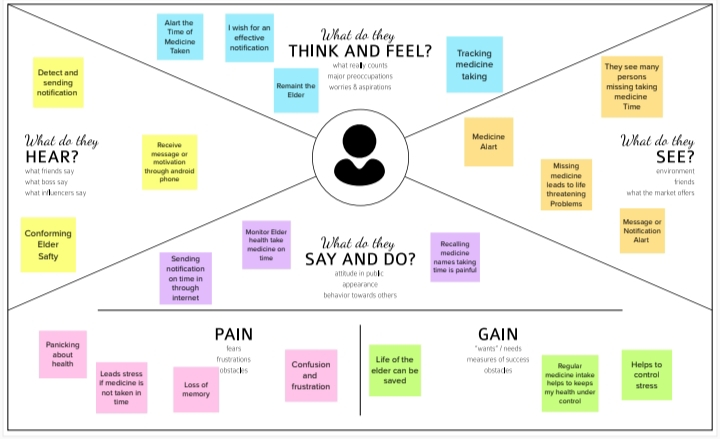 What do they
THINK AND FEEL?
what really counts
major preoccupations
worries & aspirations
Alart the
Time of
Medicine
Taken
I wish for an
effective
notification
Remaint the
Elder
Tracking
medicine
taking
What do they
HEAR?
what friends say
what boss say
what influencers say
Detect and
sending
notification
Receive
message or
motivation
through android
phone
Conforming
Elder
Safty
What do they
SEE?
environment
friends
what the market offers
They see many
persons
missing taking
medicine
Time
Medicine
Alart
Missing
medicine
leads to life
threatening
Problems
Message or
Notification
Alart
What do they
SAY AND DO?
attitude in public
appearance
behavior towards others
Monitor Elder
health take
medicine on
time
Sending
notification
on time in
through
internet
Recalling
medicine
names taking
time is painful
PAIN
fears
frustrations
obstacles
Panicking
about
health
Leads stress
if medicine is
not taken in
time
Loss of
memory
Confusion
and
frustration
GAIN
"wants" / needs
measures of success
obstacles
Life of the
elder can be
saved
Regular
medicine intake
helps to keeps
my health under
control
Helps to
control
stress